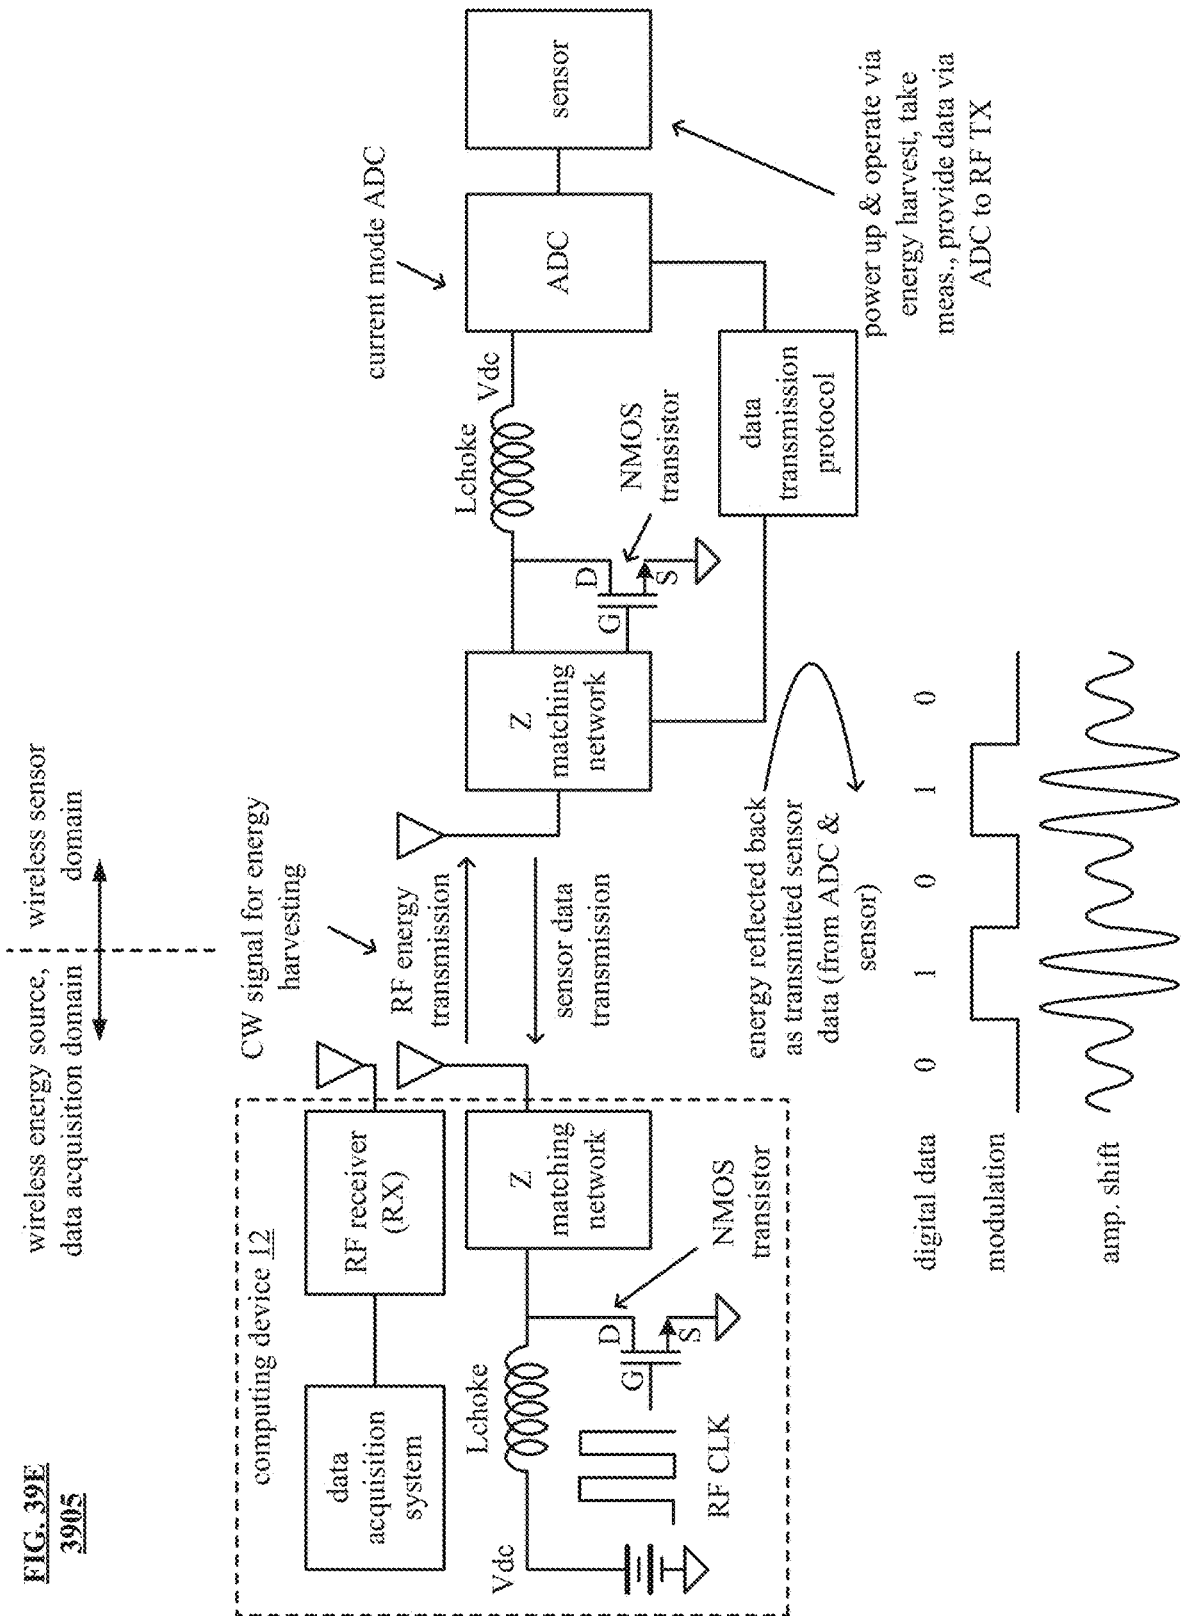 FIG. 39E
3905
wireless energy source,
data acquisition domain
wireless sensor
domain
computing device 12
data
acquisition
system
RF receiver
(RX)
CW signal for energy
harvesting
RF energy
transmission
sensor data
transmission
Vdc
Lchoke
Z
matching
network
D
G
S
NMOS
transistor
RF CLK
Z
matching
network
Lchoke
Vdc
D
G
S
NMOS
transistor
current mode ADC
ADC
sensor
data
transmission
protocol
power up & operate via
energy harvest, take
meas., provide data via
ADC to RF TX
energy reflected back
as transmitted sensor
data (from ADC &
sensor)
digital data 0 1 0 1 0
modulation
amp. shift